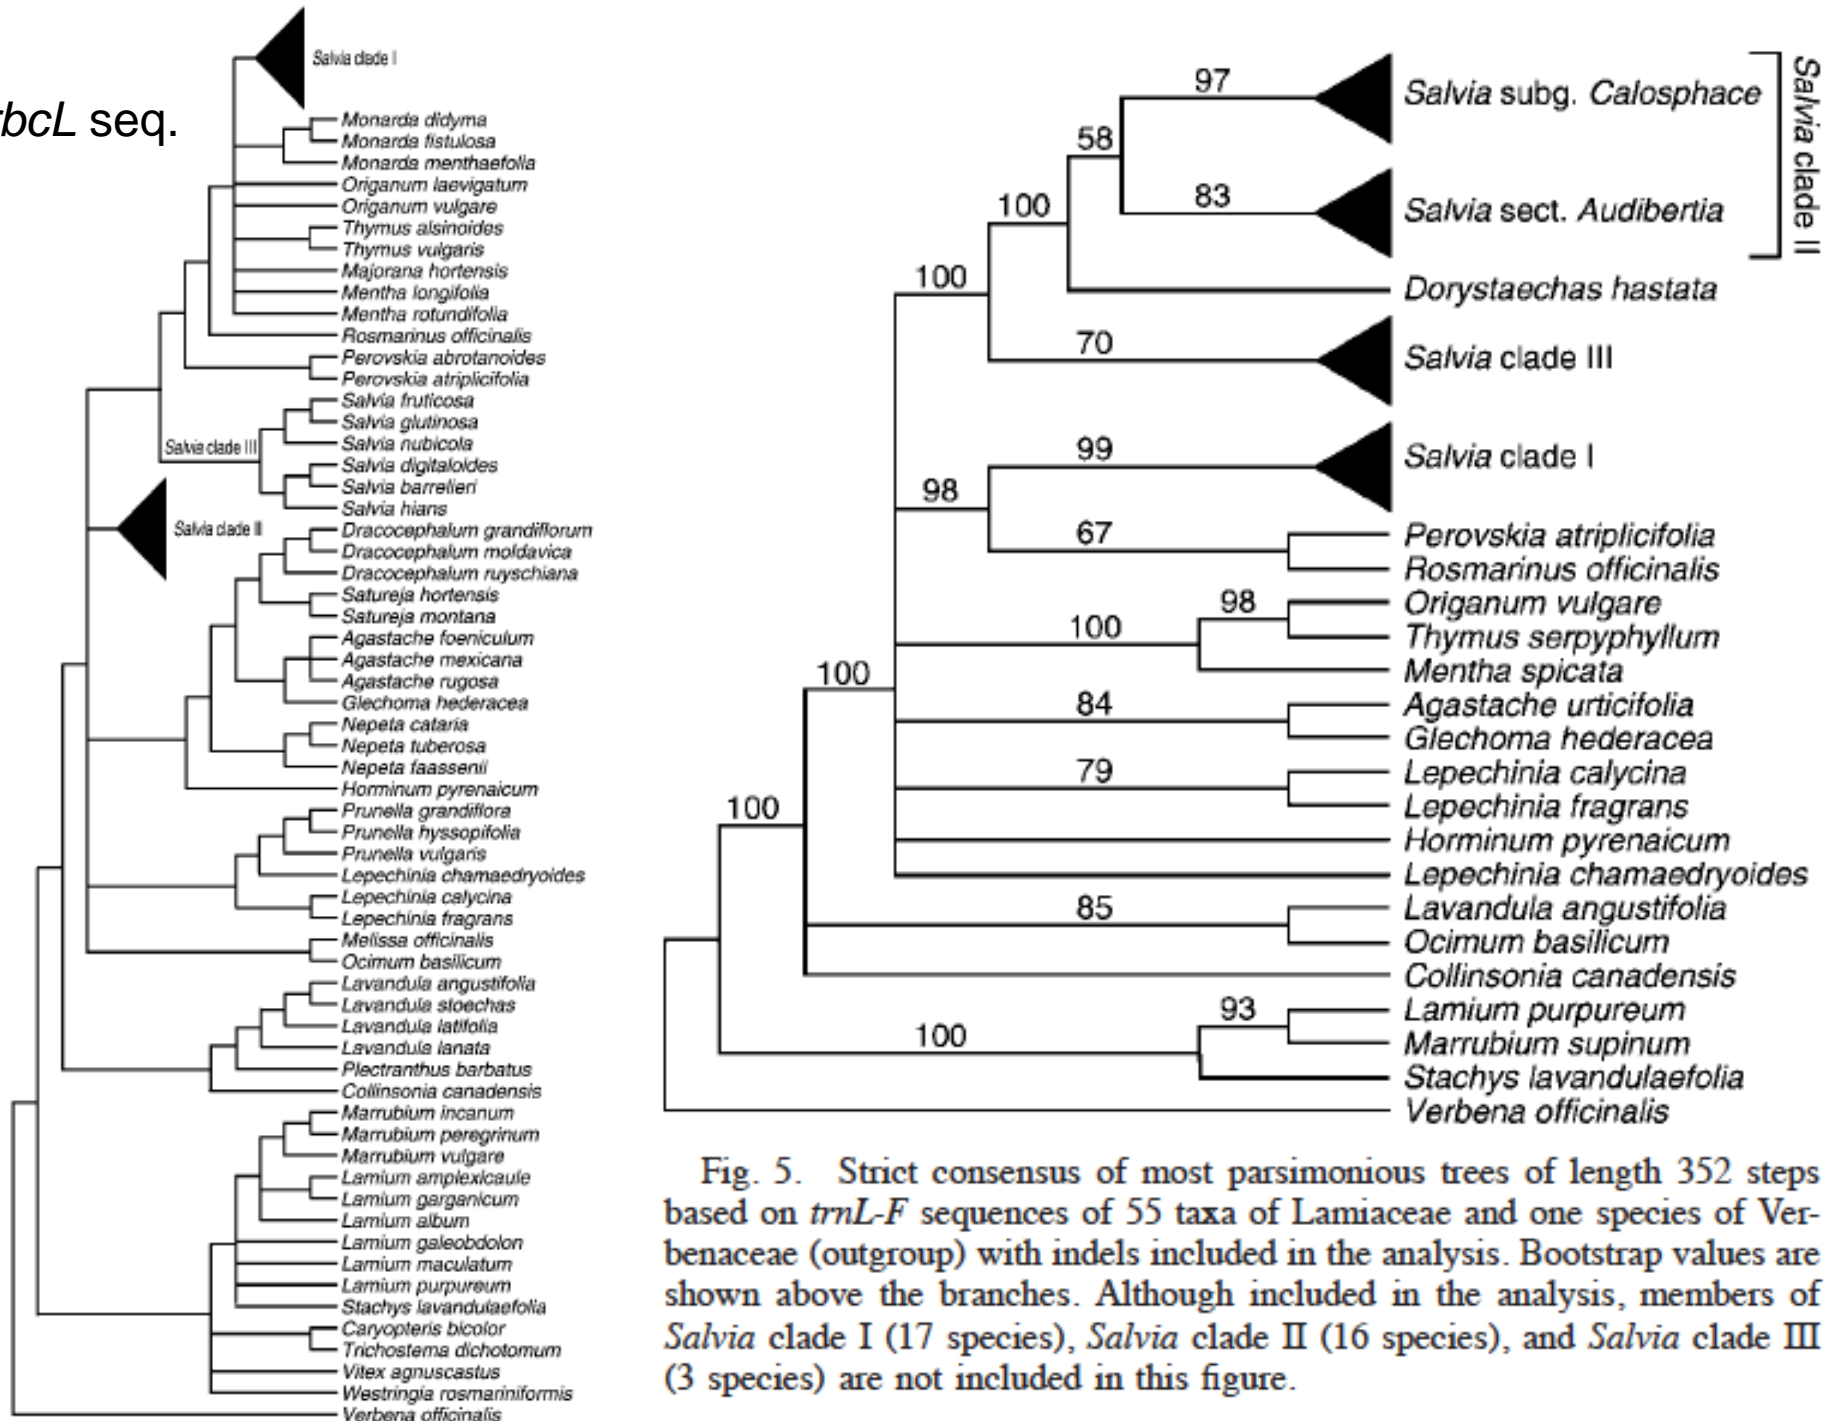 rbcL seq.
Salvia clade I
Monarda didyma
Monarda fistulosa
Monarda menthaefolia
Origanum laevigatum
Origanum vulgare
Thymus alsinoides
Thymus vulgaris
Majorana hortensis
Mentha longifolia
Mentha rotundifolia
Rosmarinus officinalis
Perovskia abrotanoides
Perovskia atriplicifolia
Salvia fruticosa
Salvia glutinosa
Salvia nubicola
Salvia clade III
Salvia digitaloides
Salvia barrelieri
Salvia hians
Salvia clade II
Dracocephalum grandiflorum
Dracocephalum moldavica
Dracocephalum ruyschiana
Satureja hortensis
Satureja montana
Agastache foeniculum
Agastache mexicana
Agastache rugosa
Glechoma hederacea
Nepeta cataria
Nepeta tuberosa
Nepeta faassenii
Horminum pyrenaicum
Prunella grandiflora
Prunella hyssopifolia
Prunella vulgaris
Lepechinia chamaedryoides
Lepechinia calycina
Lepechinia fragrans
Melissa officinalis
Ocimum basilicum
Lavandula angustifolia
Lavandula stoechas
Lavandula latifolia
Lavandula lanata
Plectranthus barbatus
Collinsonia canadensis
Marrubium incanum
Marrubium peregrinum
Marrubium vulgare
Lamium amplexicaule
Lamium garganicum
Lamium album
Lamium galeobdolon
Lamium maculatum
Lamium purpureum
Stachys lavandulaefolia
Caryopteris bicolor
Trichostema dichotomum
Vitex agnuscastus
Westringia rosmariniformis
Verbena officinalis
97
Salvia subg. Calosphace
58
83
Salvia sect. Audibertia
Salvia clade II
100
Dorystaechas hastata
100
70
Salvia clade III
99
Salvia clade I
98
67
Perovskia atriplicifolia
Rosmarinus officinalis
98
Origanum vulgare
100
Thymus serpyphyllum
Mentha spicata
100
84
Agastache urticifolia
Glechoma hederacea
79
Lepechinia calycina
Lepechinia fragrans
100
Horminum pyrenaicum
Lepechinia chamaedryoides
85
Lavandula angustifolia
Ocimum basilicum
Collinsonia canadensis
93
Lamium purpureum
100
Marrubium supinum
Stachys lavandulaefolia
Verbena officinalis
Fig. 5. Strict consensus of most parsimonious trees of length 352 steps
based on trnL-F sequences of 55 taxa of Lamiaceae and one species of Ver-
benaceae (outgroup) with indels included in the analysis. Bootstrap values are
shown above the branches. Although included in the analysis, members of
Salvia clade I (17 species), Salvia clade II (16 species), and Salvia clade III
(3 species) are not included in this figure.